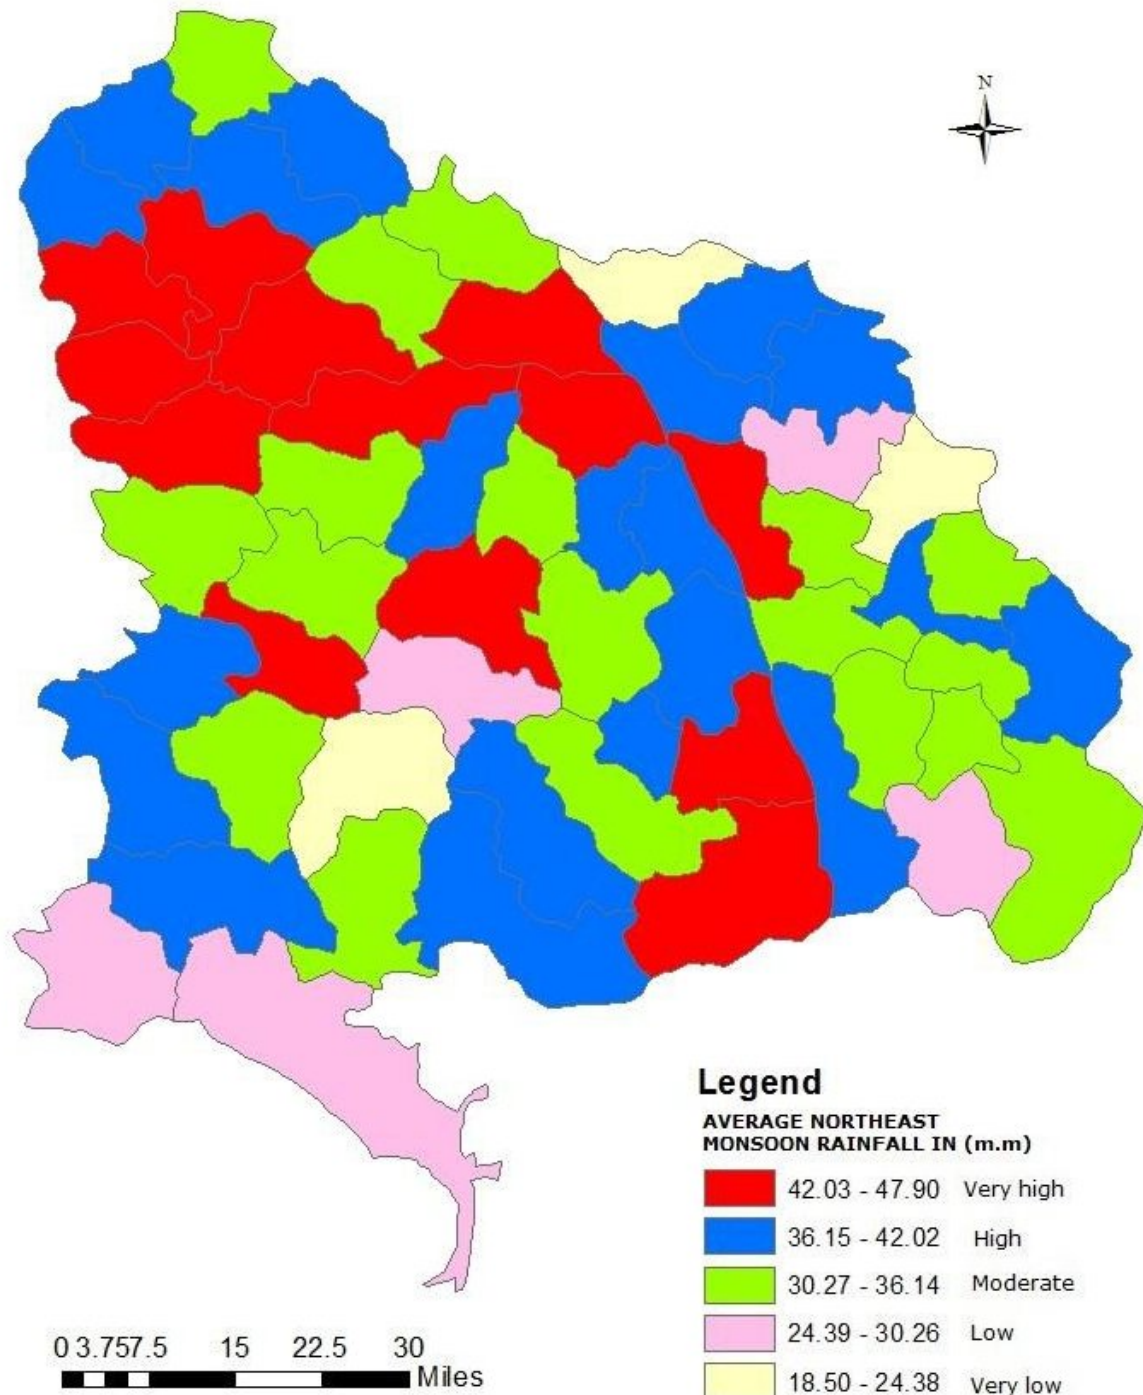 N
Legend
AVERAGE NORTHEAST
MONSOON RAINFALL IN (m.m)
42.03 - 47.90 Very high
36.15 - 42.02 High
30.27 - 36.14 Moderate
24.39 - 30.26 Low
18.50 - 24.38 Very low
0 3.757.5 15 22.5 30
Miles